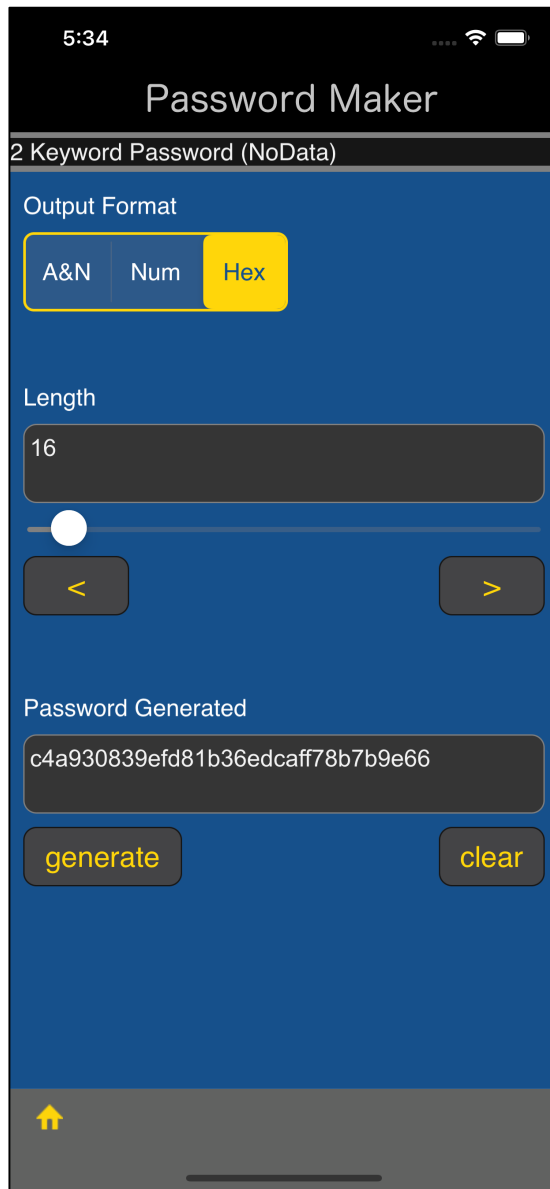 5:34
Password Maker
2 Keyword Password (NoData)
Output Format
A&N Num Hex
Length
16
< >
Password Generated
c4a930839efd81b36edcaff78b7b9e66
generate clear